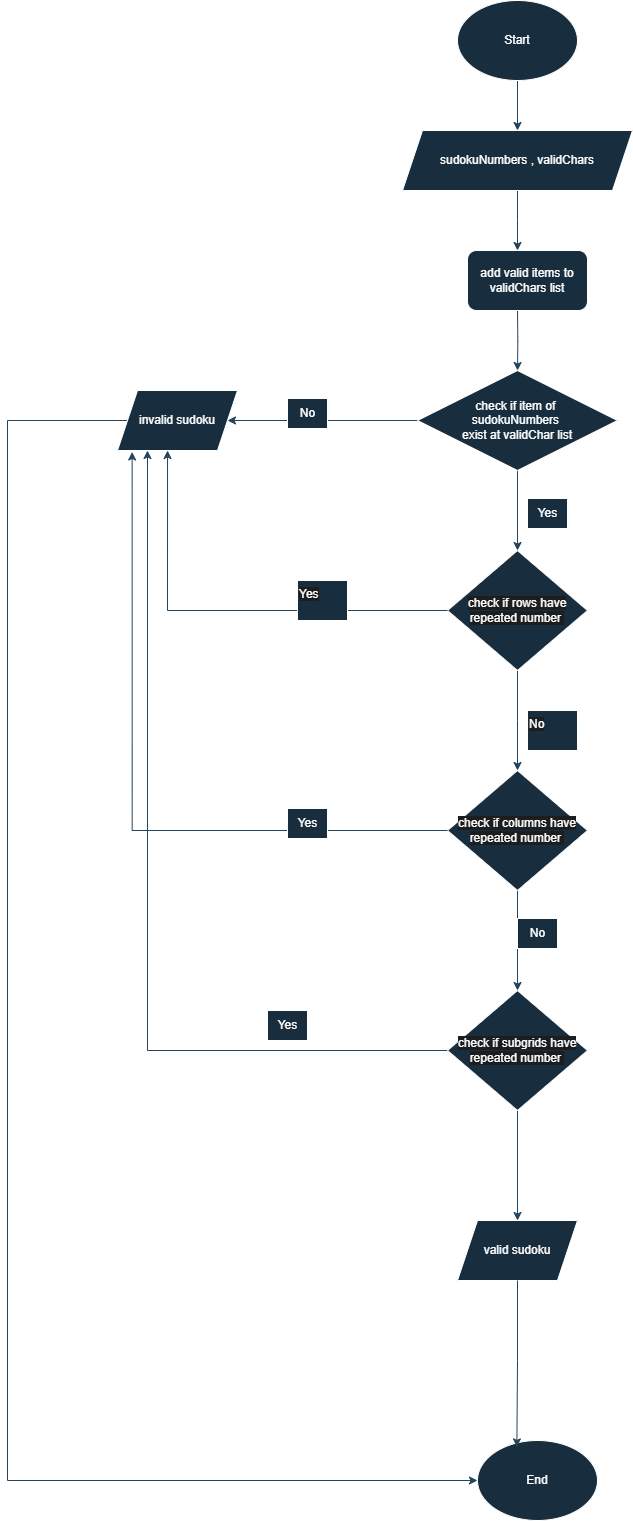 Start
sudokuNumbers , validChars
add valid items to
validChars list
check if item of
sudokuNumbers
exist at validChar list
No
invalid sudoku
Yes
check if rows have
repeated number
Yes
No
check if columns have
repeated number
Yes
No
check if subgrids have
repeated number
Yes
valid sudoku
End